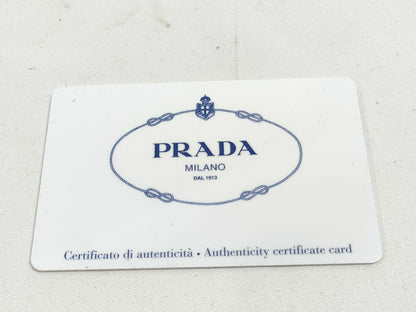 PRADA
MILANO
DAL 1913
Certificato di autenticità • Authenticity certificate card